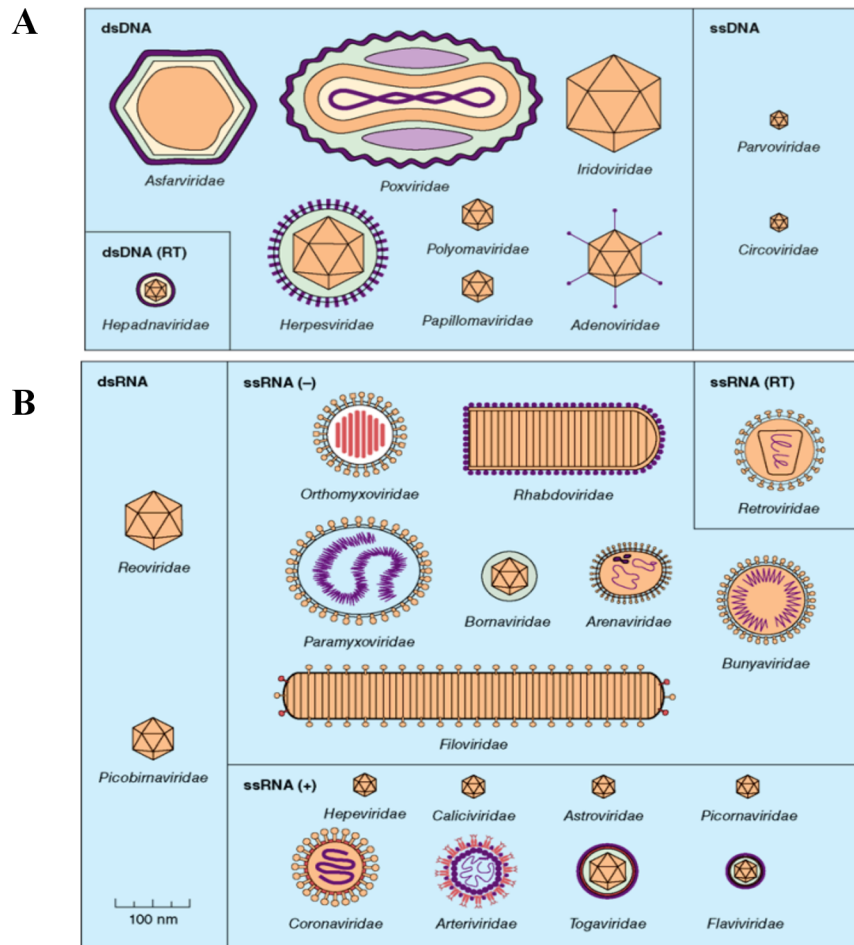 A
dsDNA
ssDNA
Asfarviridae
Poxviridae
Iridoviridae
Parvoviridae
dsDNA (RT)
Hepadnaviridae
Herpesviridae
Polyomaviridae
Papillomaviridae
Adenoviridae
Circoviridae
B
dsRNA
ssRNA (–)
ssRNA (RT)
Orthomyxoviridae
Rhabdoviridae
Retroviridae
Reoviridae
Paramyxoviridae
Bornaviridae
Arenaviridae
Bunyaviridae
Filoviridae
Picobirnaviridae
ssRNA (+)
Hepeviridae
Caliciviridae
Astroviridae
Picornaviridae
Coronaviridae
Arteriviridae
Togaviridae
Flaviviridae
100 nm